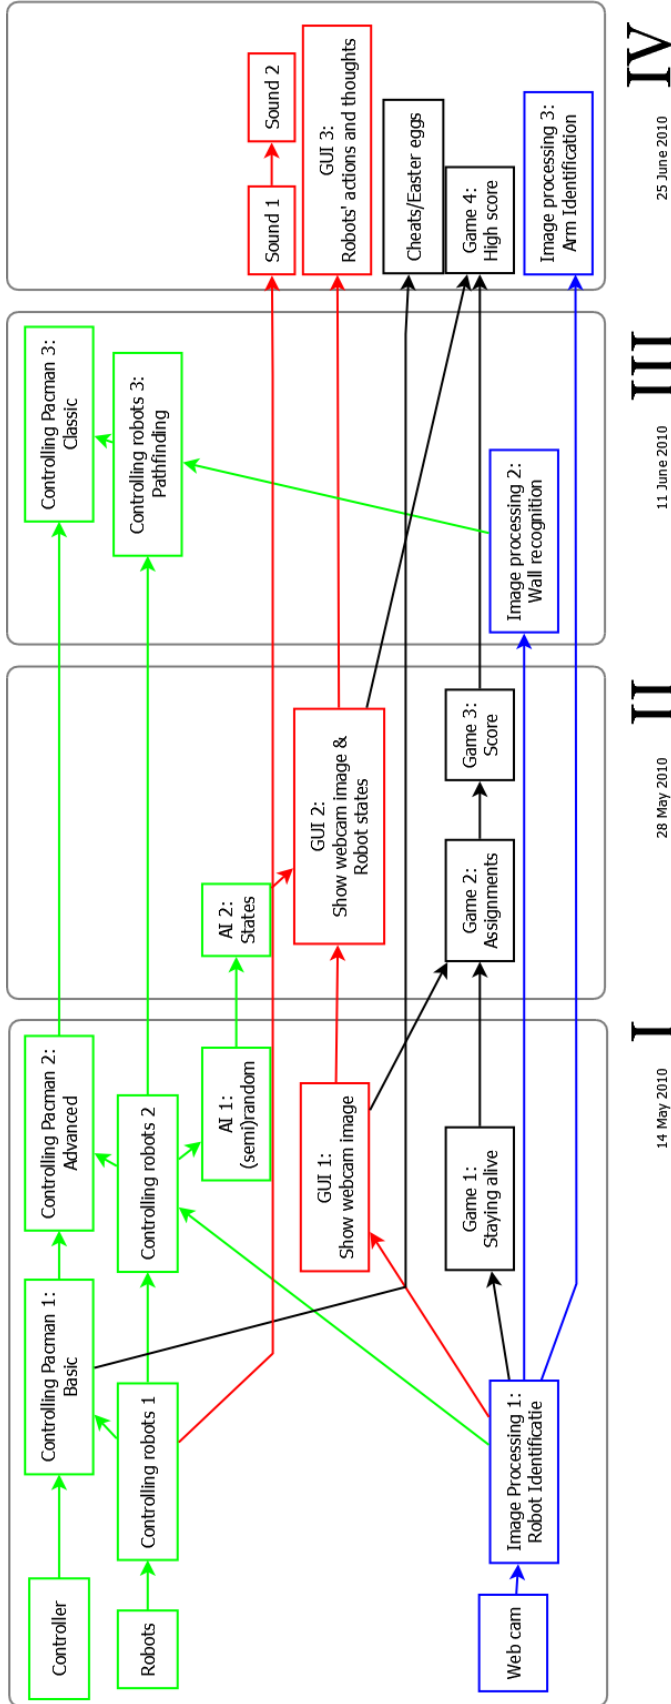 Controller
Robots
Web cam
Controlling Pacman 1:
Basic
Controlling robots 1
Image Processing 1:
Robot Identificatie
Controlling Pacman 2:
Advanced
Controlling robots 2
AI 1:
(semi)random
GUI 1:
Show webcam image
Game 1:
Staying alive
I
14 May 2010
AI 2:
States
GUI 2:
Show webcam image &
Robot states
Game 2:
Assignments
Game 3:
Score
II
28 May 2010
Controlling Pacman 3:
Classic
Controlling robots 3:
Pathfinding
Image processing 2:
Wall recognition
III
11 June 2010
Sound 1
Sound 2
GUI 3:
Robots' actions and thoughts
Cheats/Easter eggs
Game 4:
High score
Image processing 3:
Arm Identification
IV
25 June 2010